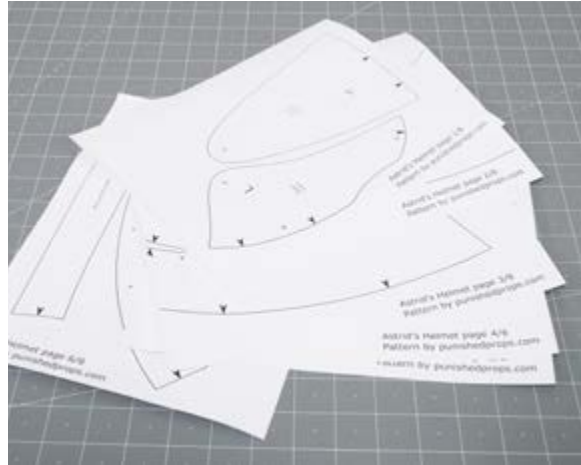 Astrid's Helmet page 1/6
Pattern by punishedprops.com
Astrid's Helmet page 2/6
Pattern by punishedprops.com
Astrid's Helmet page 3/6
Pattern by punishedprops.com
Astrid's Helmet page 4/6
Pattern by punishedprops.com
Pattern by punishedprops.com
Helmet page 6/6
by punishedprops.com